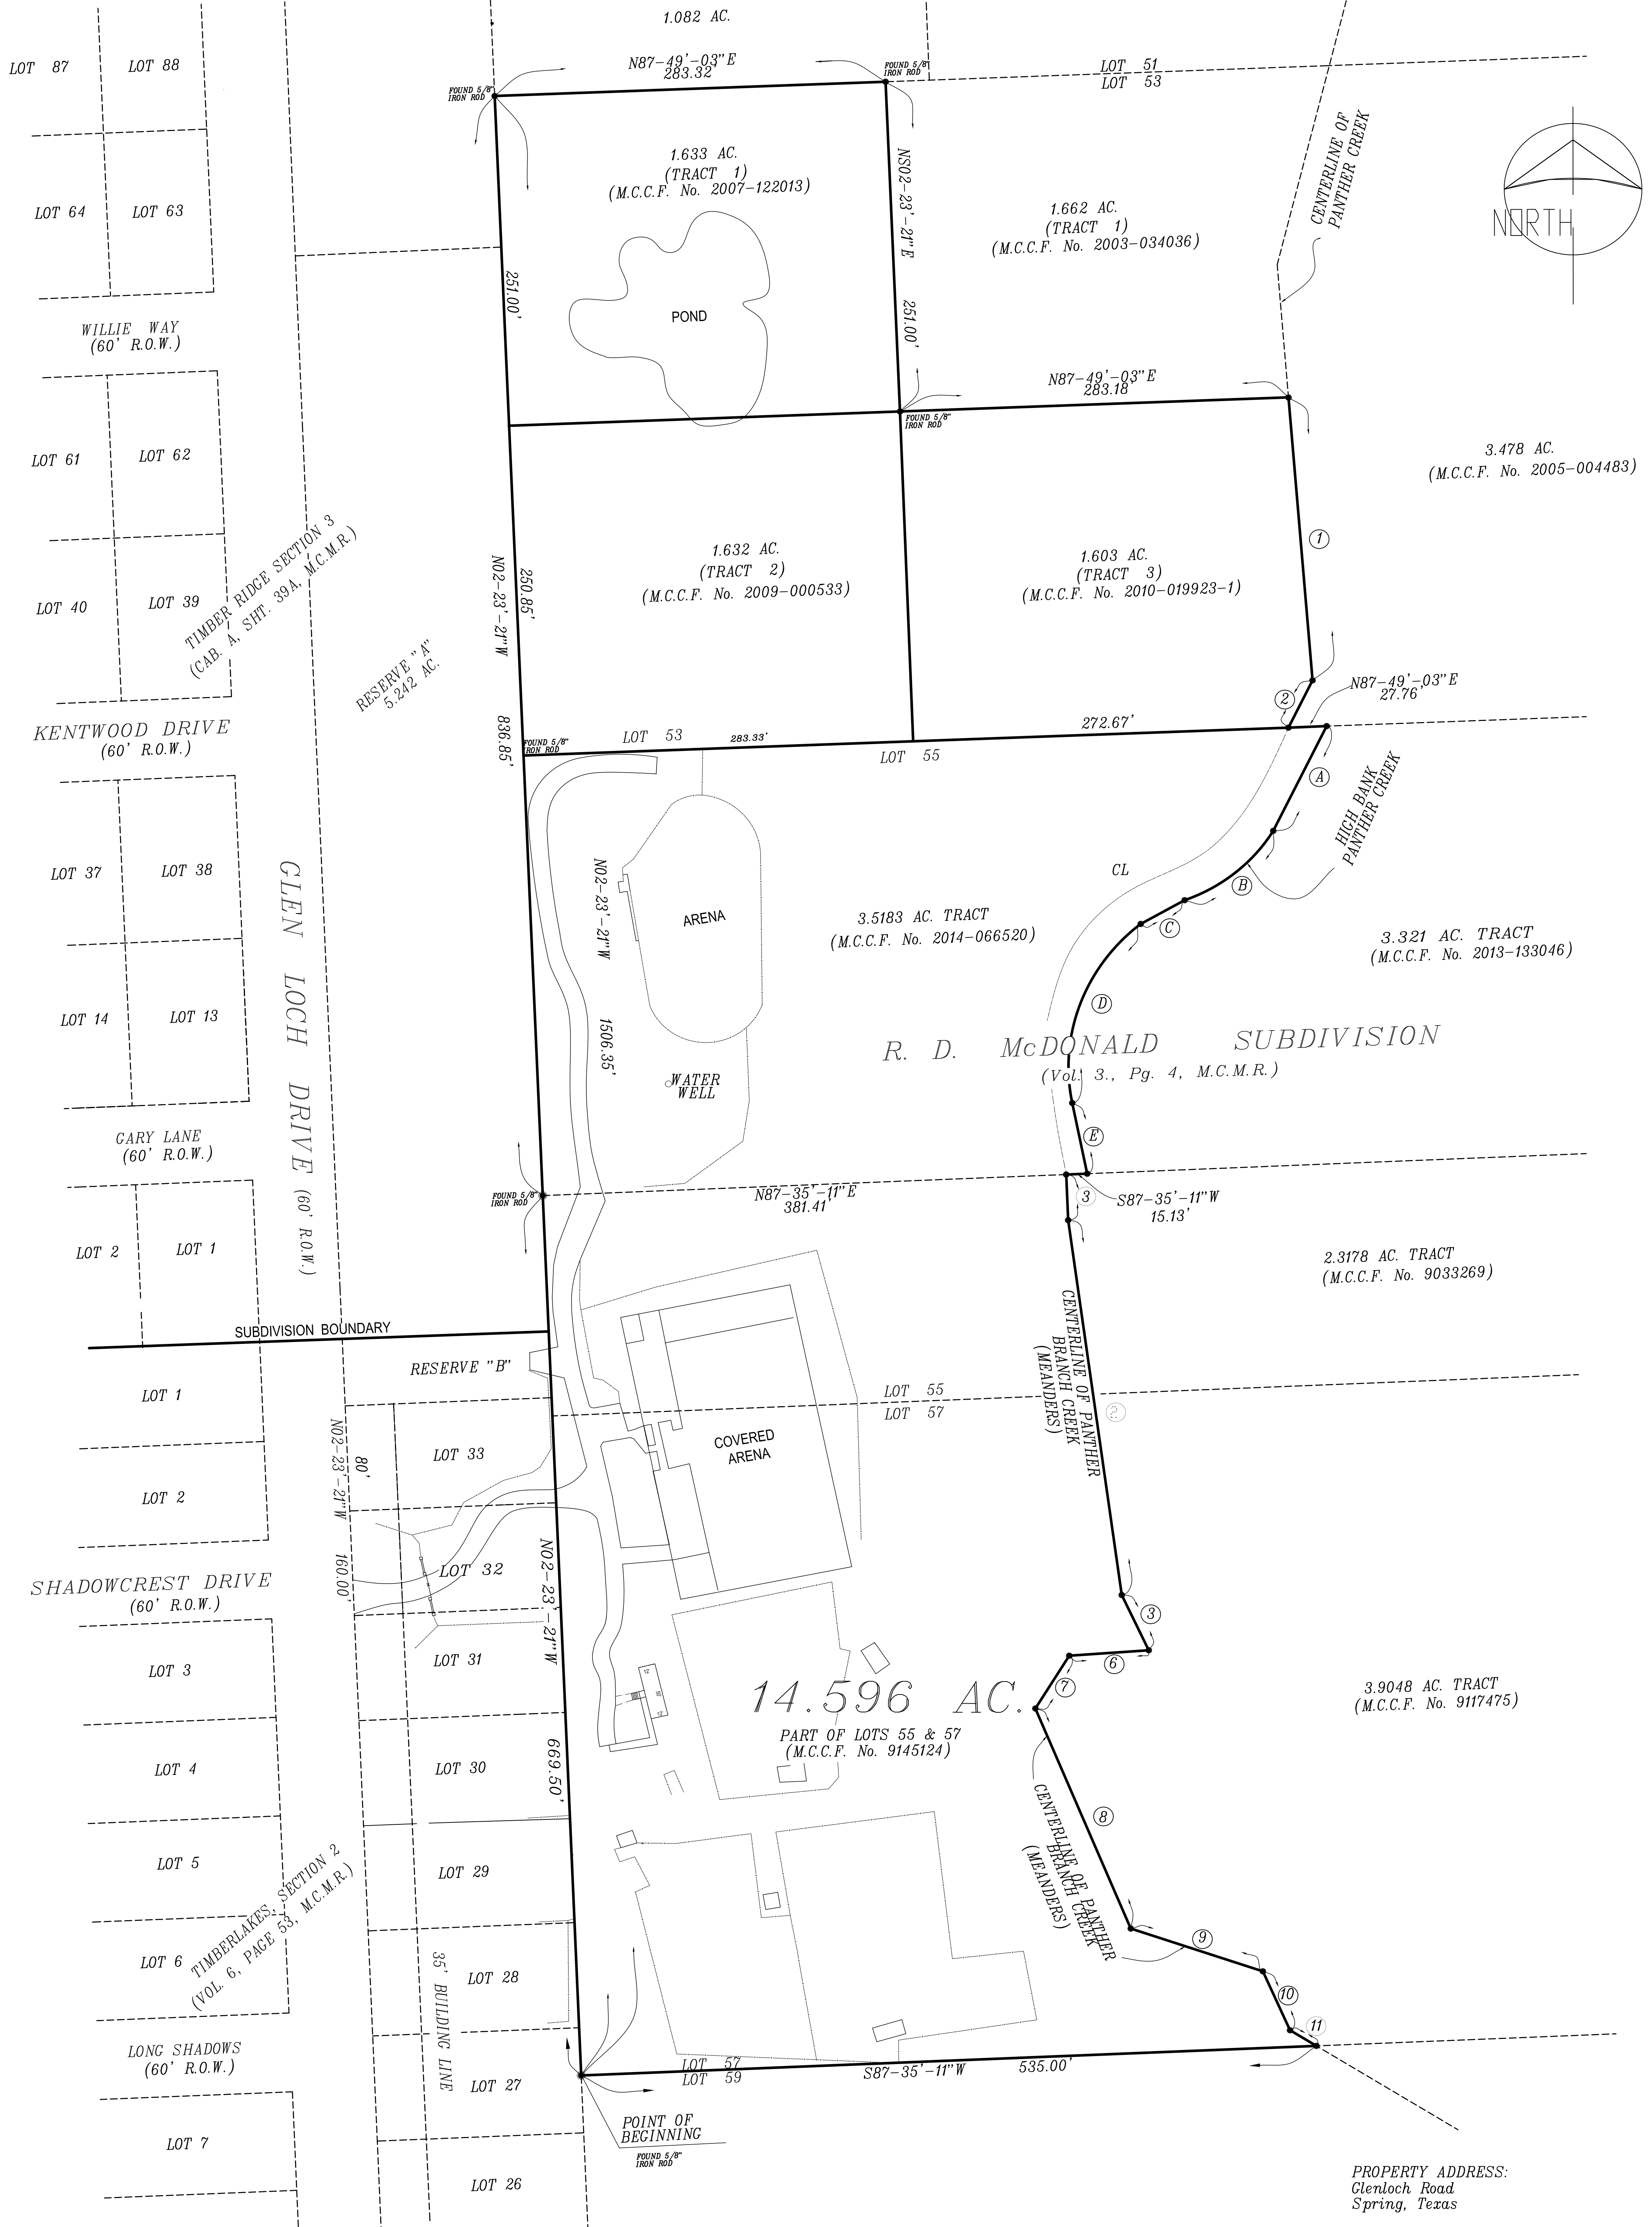 1.082 AC.
N87-49'-03"E
283.32'
FOUND 5/8"
IRON ROD
FOUND 5/8"
IRON ROD
LOT 51
LOT 53
CENTERLINE OF
PANTHER CREEK
NORTH
LOT 87
LOT 88
LOT 64
LOT 63
WILLIE WAY
(60' R.O.W.)
LOT 61
LOT 62
LOT 40
LOT 39
TIMBER RIDGE SECTION 3
(CAB. A, SHT. 39A, M.C.M.R.)
RESERVE "A"
5.242 AC.
KENTWOOD DRIVE
(60' R.O.W.)
LOT 37
LOT 38
LOT 14
LOT 13
GARY LANE
(60' R.O.W.)
LOT 2
LOT 1
GLEN LOCH DRIVE (60' R.O.W.)
1.633 AC.
(TRACT 1)
(M.C.C.F. No. 2007-122013)
POND
251.00'
NS02-23'-21"E
251.00'
1.662 AC.
(TRACT 1)
(M.C.C.F. No. 2003-034036)
N87-49'-03"E
283.18'
FOUND 5/8"
IRON ROD
3.478 AC.
(M.C.C.F. No. 2005-004483)
1.632 AC.
(TRACT 2)
(M.C.C.F. No. 2009-000533)
1.603 AC.
(TRACT 3)
(M.C.C.F. No. 2010-019923-1)
1
2
N87-49'-03"E
27.76'
N02-23'-21"W
250.85'
836.85'
FOUND 5/8"
IRON ROD
LOT 53
283.33'
272.67'
LOT 55
A
HIGH BANK
PANTHER CREEK
B
C
D
E
CL
ARENA
N02-23'-21"W
1506.35'
3.5183 AC. TRACT
(M.C.C.F. No. 2014-066520)
3.321 AC. TRACT
(M.C.C.F. No. 2013-133046)
R. D. McDONALD SUBDIVISION
(Vol. 3., Pg. 4, M.C.M.R.)
WATER
WELL
FOUND 5/8"
IRON ROD
N87-35'-11"E
381.41'
3
S87-35'-11"W
15.13'
2.3178 AC. TRACT
(M.C.C.F. No. 9033269)
CENTERLINE OF PANTHER
BRANCH CREEK
(MEANDERS)
2
SUBDIVISION BOUNDARY
RESERVE "B"
LOT 1
LOT 2
SHADOWCREST DRIVE
(60' R.O.W.)
LOT 3
LOT 4
LOT 5
LOT 6
TIMBERLAKES, SECTION 2
(VOL. 6, PAGE 53, M.C.M.R.)
LONG SHADOWS
(60' R.O.W.)
LOT 7
N02-23'-21"W
160.00'
80'
LOT 33
LOT 32
LOT 31
LOT 30
LOT 29
LOT 28
LOT 27
LOT 26
35' BUILDING LINE
LOT 55
LOT 57
COVERED
ARENA
N02-23'-21"W
669.50'
12'
16
12'
14.596 AC.
PART OF LOTS 55 & 57
(M.C.C.F. No. 9145124)
3
6
7
8
9
10
11
CENTERLINE OF PANTHER
BRANCH CREEK
(MEANDERS)
3.9048 AC. TRACT
(M.C.C.F. No. 9117475)
LOT 57
LOT 59
S87-35'-11"W
535.00'
POINT OF
BEGINNING
FOUND 5/8"
IRON ROD
PROPERTY ADDRESS:
Glenloch Road
Spring, Texas